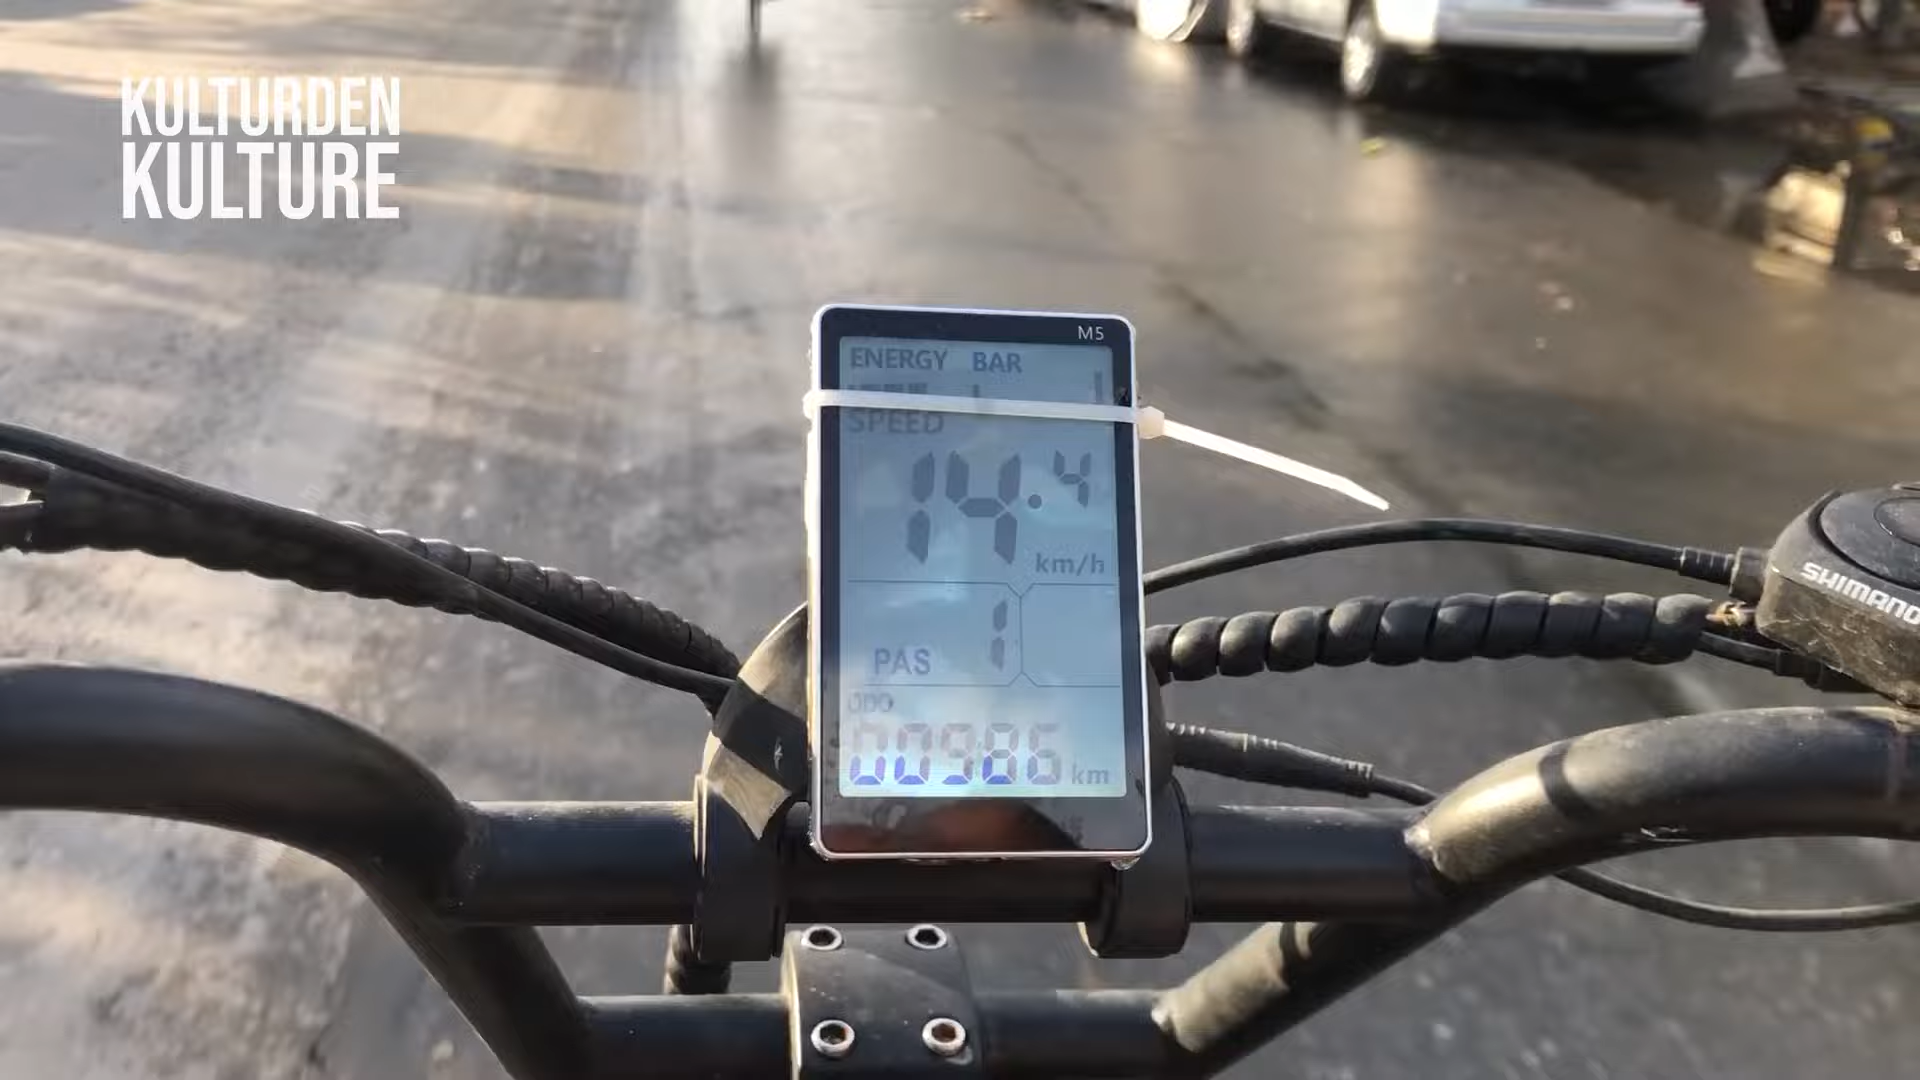 KULTURDEN
KULTURE
M5
ENERGY BAR
SPEED
14.4
km/h
1
PAS
ODO
00986 km
SHIMANO